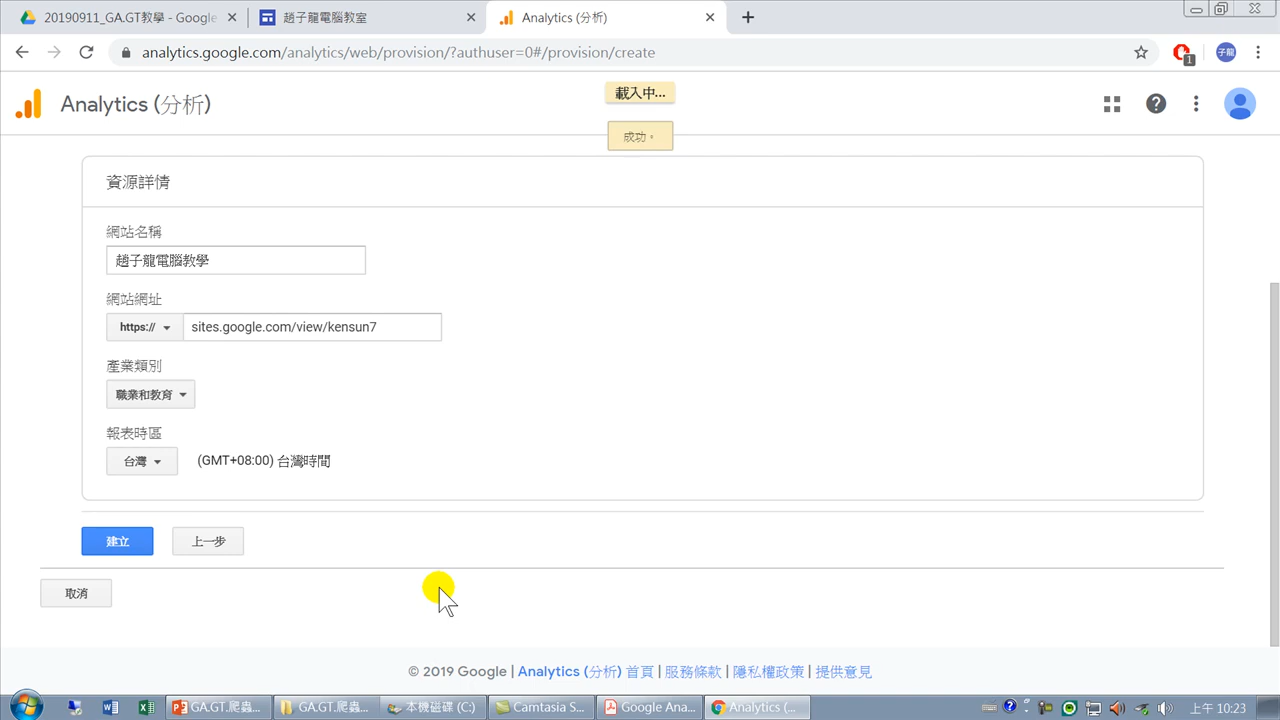 20190911_GA.GT教學 - Google
趙子龍電腦教室
Analytics (分析)
analytics.google.com/analytics/web/provision/?authuser=0#/provision/create
1
子龍
Analytics (分析)
載入中...
成功。
資源詳情
網站名稱
趙子龍電腦教學
網站網址
https://
sites.google.com/view/kensun7
產業類別
職業和教育
報表時區
台灣
(GMT+08:00) 台灣時間
建立
上一步
取消
© 2019 Google | Analytics (分析) 首頁 | 服務條款 | 隱私權政策 | 提供意見
GA.GT.爬蟲...
GA.GT.爬蟲...
本機磁碟 (C:)
Camtasia S...
Google Ana...
Analytics (...
上午 10:23